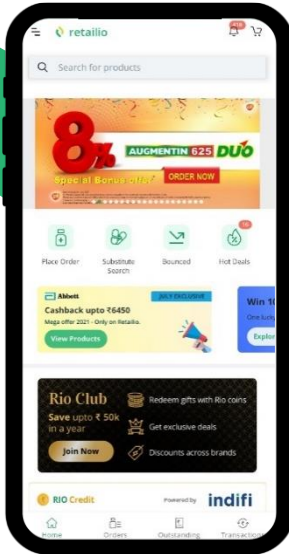 retailio
Search for products
8%
AUGMENTIN 625 DUO
Special Bonus offer
ORDER NOW
Place Order
Substitute Search
Bounced
Hot Deals
Abbott
JULY EXCLUSIVE
Cashback upto ₹6450
Mega offer 2021 - Only on Retailio.
View Products
Win 10
One luck
Explor
Rio Club
Save upto ₹ 50k
in a year
Join Now
Redeem gifts with Rio coins
Get exclusive deals
Discounts across brands
RIO Credit
Powered by indifi
Home
Orders
Outstanding
Transaction